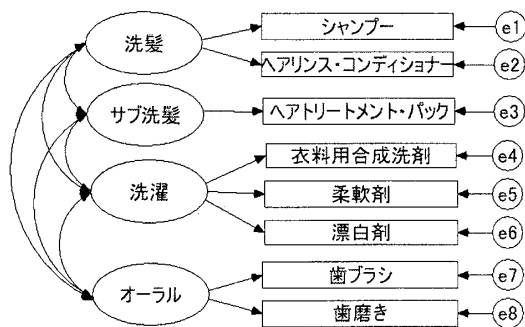 洗髪
シャンプー
e1
ヘアリンス・コンディショナー
e2
サブ洗髪
ヘアトリートメント・パック
e3
洗濯
衣料用合成洗剤
e4
柔軟剤
e5
漂白剤
e6
オーラル
歯ブラシ
e7
歯磨き
e8